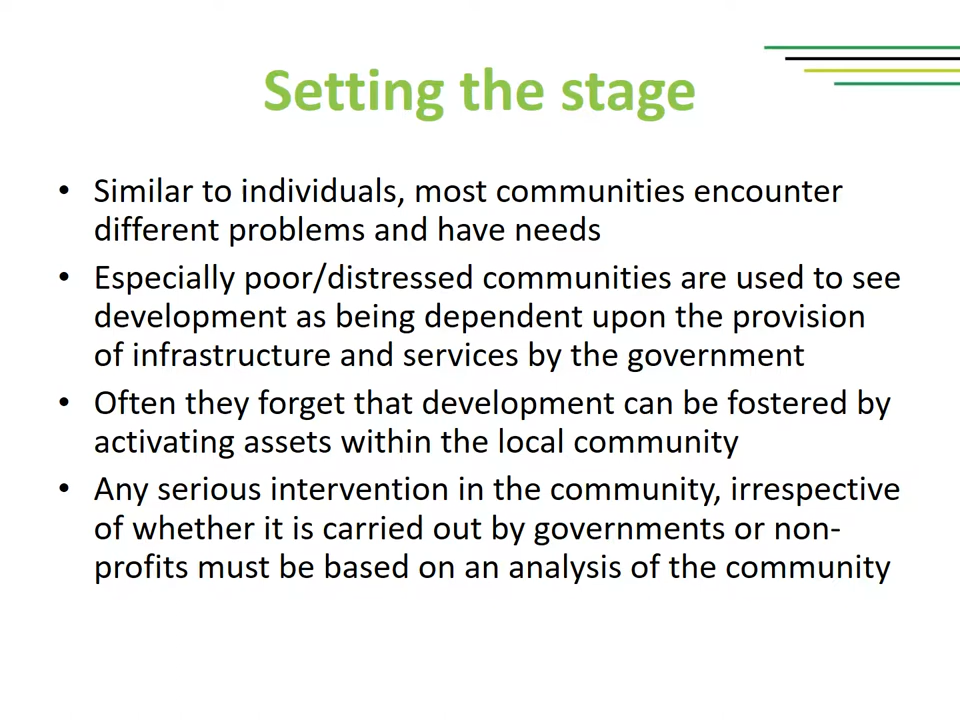 Setting the stage
• Similar to individuals, most communities encounter
different problems and have needs
• Especially poor/distressed communities are used to see
development as being dependent upon the provision
of infrastructure and services by the government
• Often they forget that development can be fostered by
activating assets within the local community
• Any serious intervention in the community, irrespective
of whether it is carried out by governments or non-
profits must be based on an analysis of the community